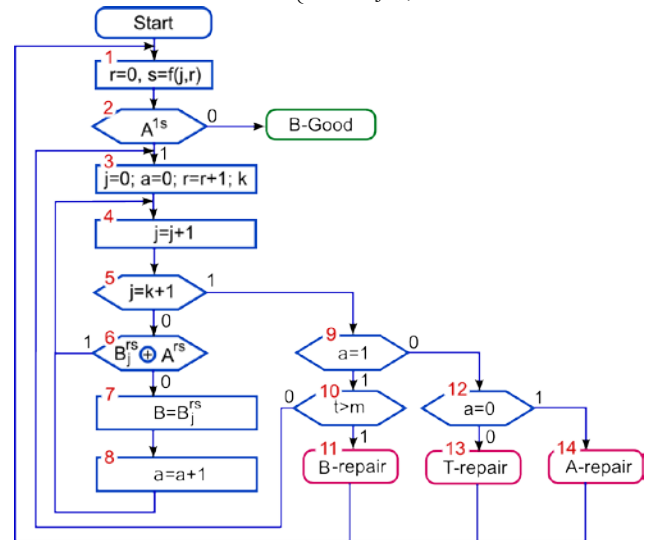 Start
1
r=0, s=f(j,r)
2
A^1s
0
B-Good
1
3
j=0; a=0; r=r+1; k
4
j=j+1
5
j=k+1
1
0
6
1
B_j^rs ⊕ A^rs
0
9
a=1
0
1
7
B=B_j^rs
0
10
t>m
1
12
a=0
1
0
8
a=a+1
11
B-repair
13
T-repair
14
A-repair